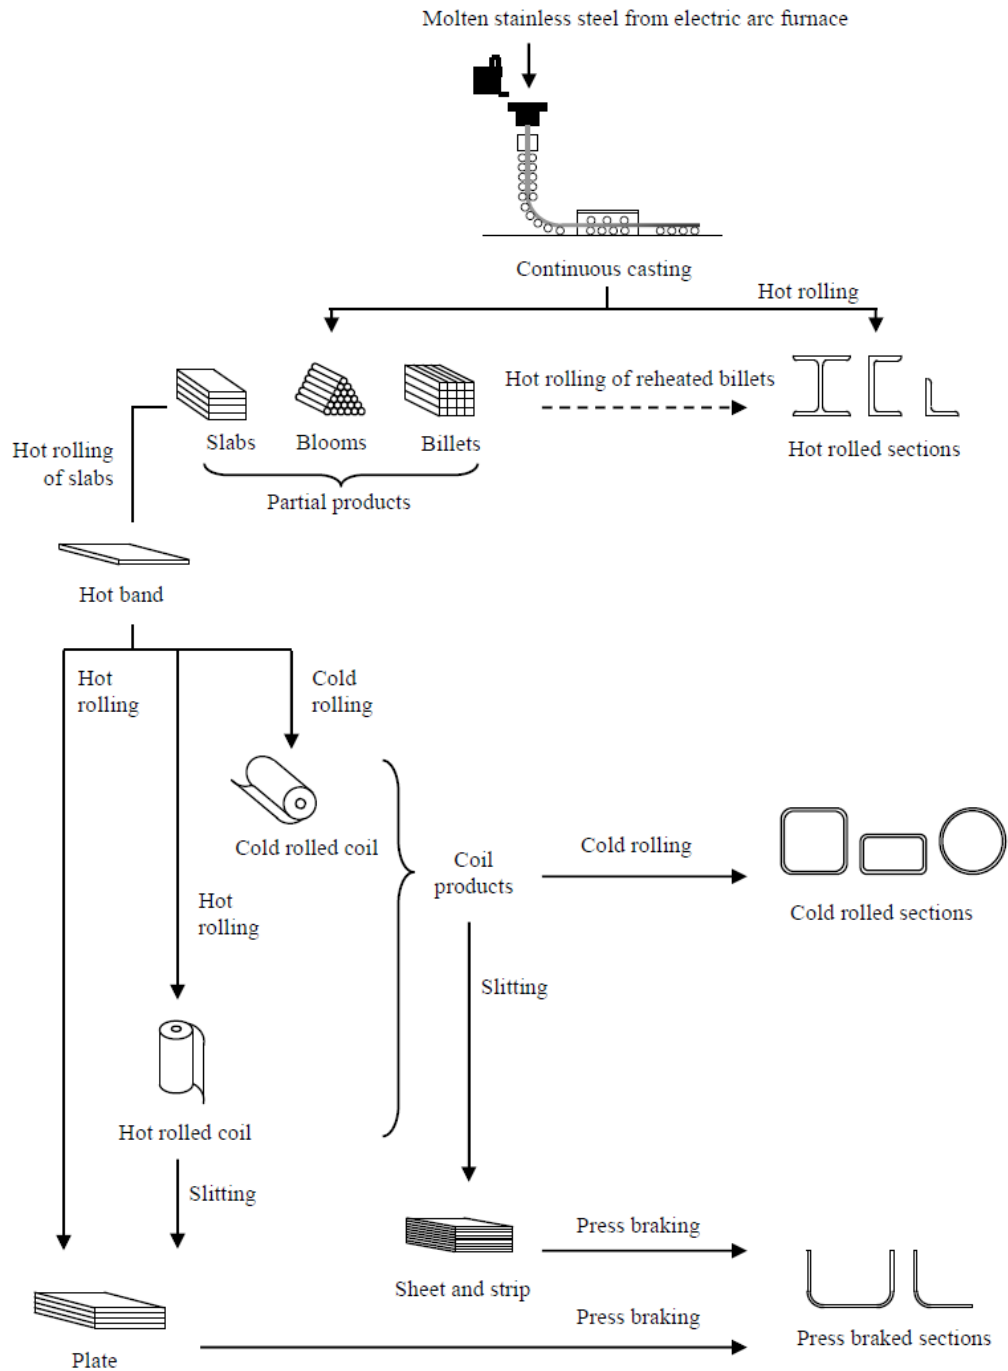 Molten stainless steel from electric arc furnace
Continuous casting
Hot rolling
Hot rolling of reheated billets
Slabs
Blooms
Billets
Hot rolled sections
Hot rolling
of slabs
Partial products
Hot band
Hot
rolling
Cold
rolling
Cold rolled coil
Coil
products
Cold rolling
Cold rolled sections
Hot
rolling
Slitting
Hot rolled coil
Slitting
Press braking
Sheet and strip
Press braking
Press braked sections
Plate